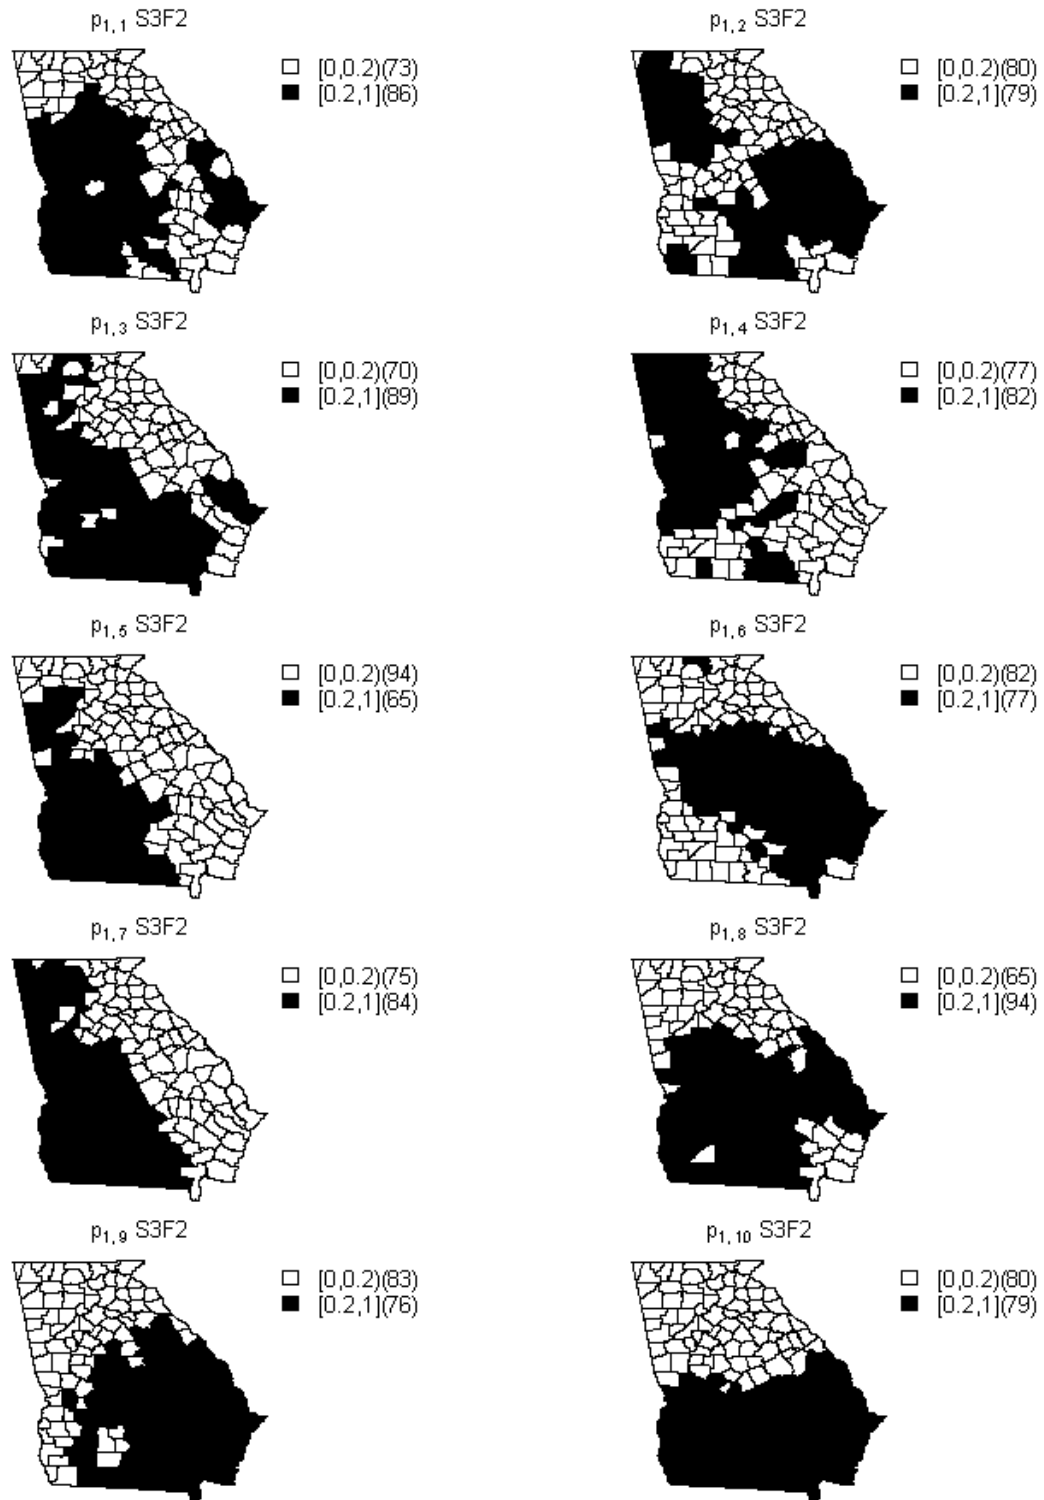 p1, 1 S3F2
[0,0.2)(73)
[0.2,1](86)
p1, 2 S3F2
[0,0.2)(80)
[0.2,1](79)
p1, 3 S3F2
[0,0.2)(70)
[0.2,1](89)
p1, 4 S3F2
[0,0.2)(77)
[0.2,1](82)
p1, 5 S3F2
[0,0.2)(94)
[0.2,1](65)
p1, 6 S3F2
[0,0.2)(82)
[0.2,1](77)
p1, 7 S3F2
[0,0.2)(75)
[0.2,1](84)
p1, 8 S3F2
[0,0.2)(65)
[0.2,1](94)
p1, 9 S3F2
[0,0.2)(83)
[0.2,1](76)
p1, 10 S3F2
[0,0.2)(80)
[0.2,1](79)